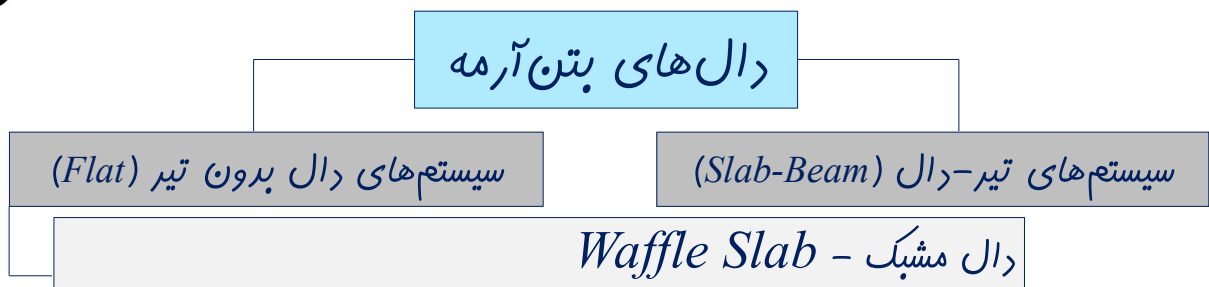 دال‌های بتن‌آرمه
سیستم‌های تیر-دال (Slab-Beam)
سیستم‌های دال بدون تیر (Flat)
دال مشبک - Waffle Slab